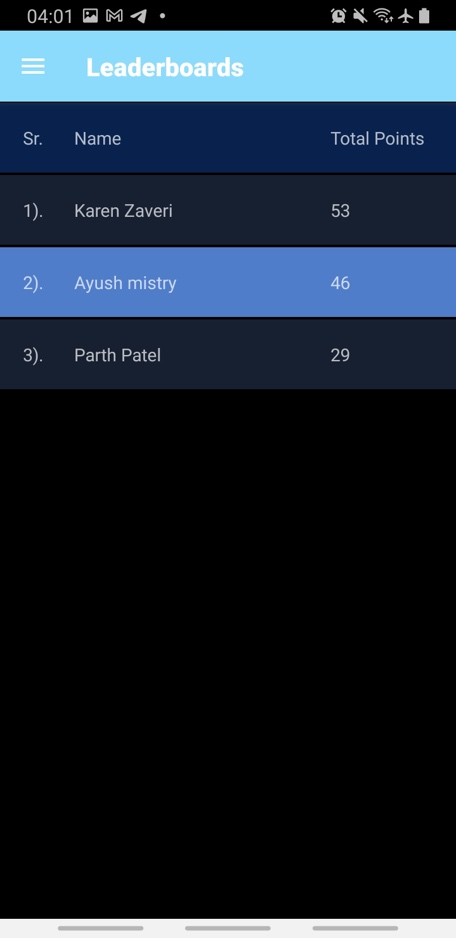 04:01
Leaderboards
Sr. Name Total Points
1). Karen Zaveri 53
2). Ayush mistry 46
3). Parth Patel 29